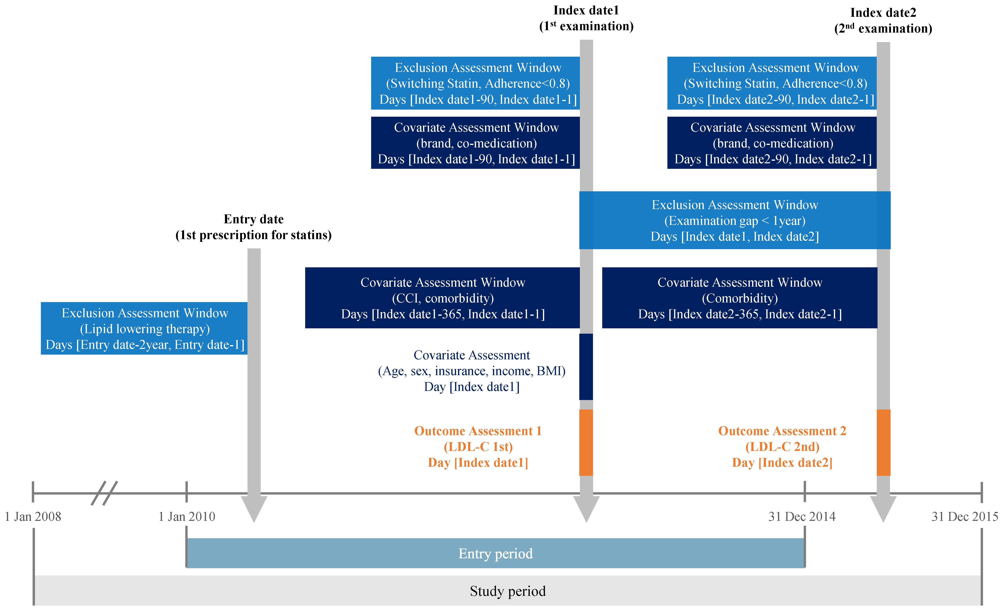 Index date1
(1st examination)
Index date2
(2nd examination)
Exclusion Assessment Window
(Switching Statin, Adherence<0.8)
Days [Index date1-90, Index date1-1]
Exclusion Assessment Window
(Switching Statin, Adherence<0.8)
Days [Index date2-90, Index date2-1]
Covariate Assessment Window
(brand, co-medication)
Days [Index date1-90, Index date1-1]
Covariate Assessment Window
(brand, co-medication)
Days [Index date2-90, Index date2-1]
Exclusion Assessment Window
(Examination gap < 1year)
Days [Index date1, Index date2]
Entry date
(1st prescription for statins)
Covariate Assessment Window
(CCI, comorbidity)
Days [Index date1-365, Index date1-1]
Covariate Assessment Window
(Comorbidity)
Days [Index date2-365, Index date2-1]
Exclusion Assessment Window
(Lipid lowering therapy)
Days [Entry date-2year, Entry date-1]
Covariate Assessment
(Age, sex, insurance, income, BMI)
Day [Index date1]
Outcome Assessment 1
(LDL-C 1st)
Day [Index date1]
Outcome Assessment 2
(LDL-C 2nd)
Day [Index date2]
1 Jan 2008
1 Jan 2010
31 Dec 2014
31 Dec 2015
Entry period
Study period